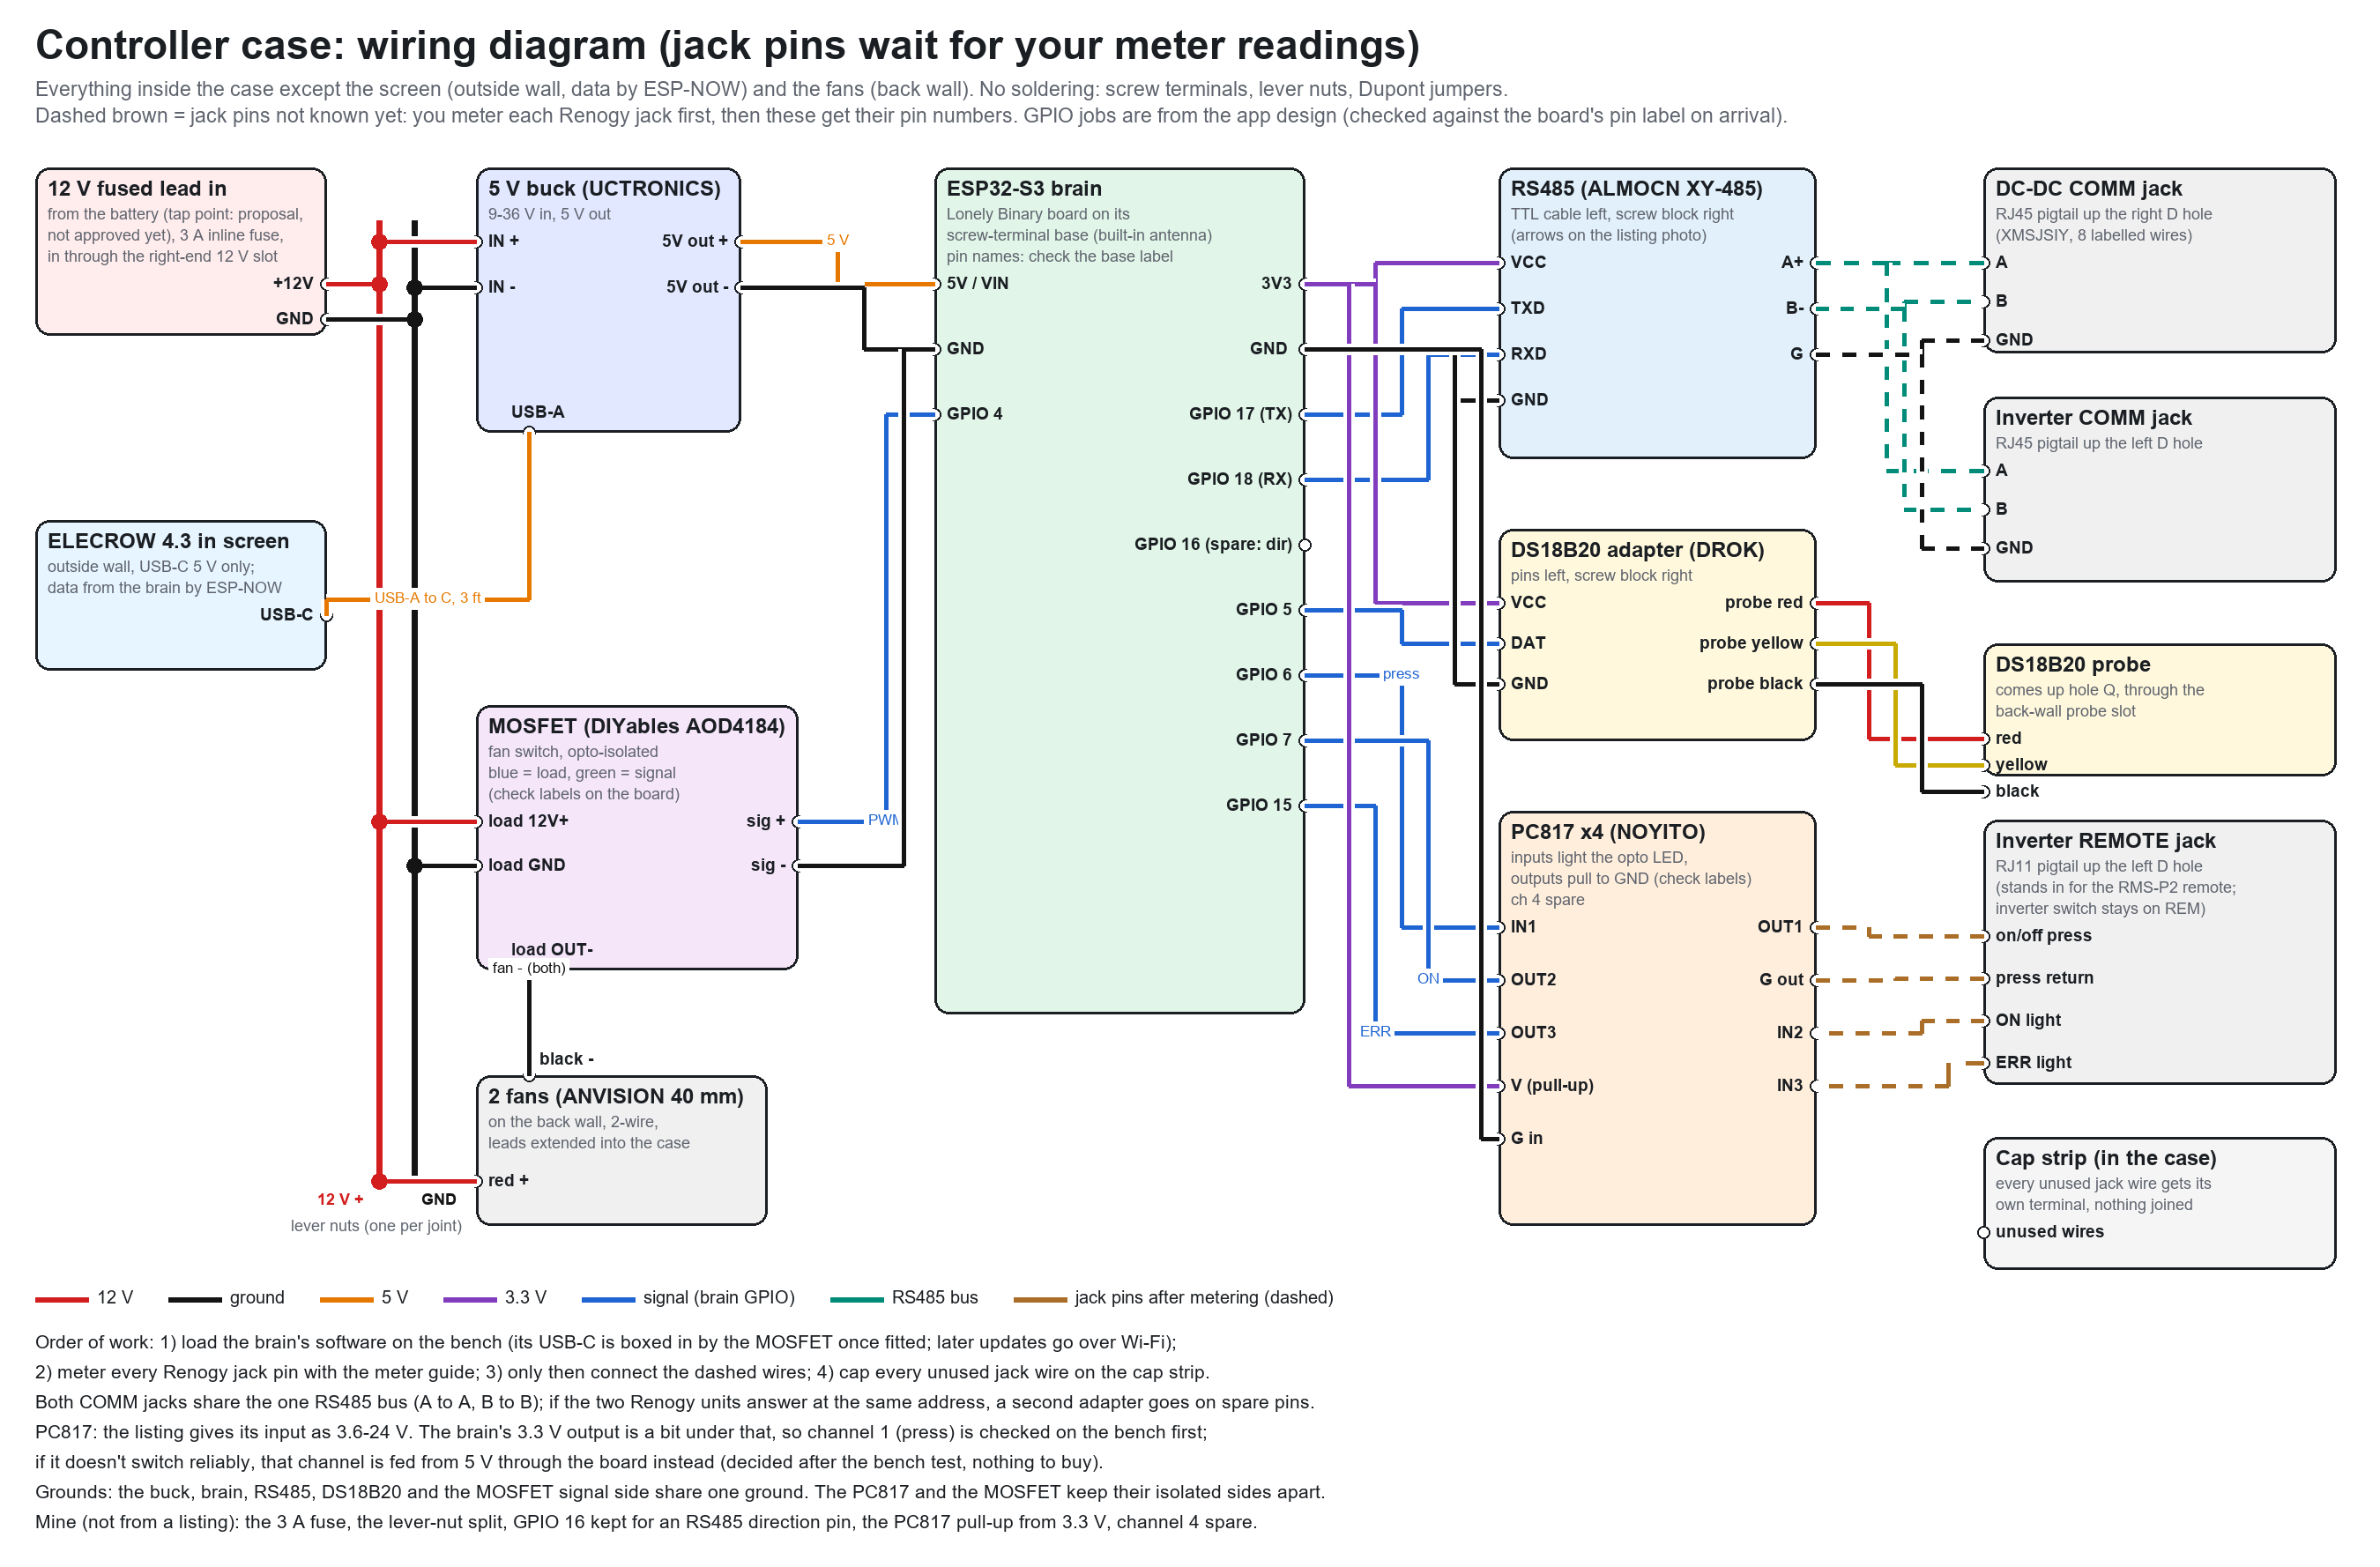 Controller case: wiring diagram (jack pins wait for your meter readings)
Everything inside the case except the screen (outside wall, data by ESP-NOW) and the fans (back wall). No soldering: screw terminals, lever nuts, Dupont jumpers.
Dashed brown = jack pins not known yet: you meter each Renogy jack first, then these get their pin numbers. GPIO jobs are from the app design (checked against the board's pin label on arrival).
12 V fused lead in
from the battery (tap point: proposal,
not approved yet), 3 A inline fuse,
in through the right-end 12 V slot
+12V
GND
5 V buck (UCTRONICS)
9-36 V in, 5 V out
IN +
5V out +
IN -
5V out -
USB-A
5 V
ELECROW 4.3 in screen
outside wall, USB-C 5 V only;
data from the brain by ESP-NOW
USB-C
USB-A to C, 3 ft
MOSFET (DIYables AOD4184)
fan switch, opto-isolated
blue = load, green = signal
(check labels on the board)
load 12V+
sig +
load GND
sig -
load OUT-
fan - (both)
black -
2 fans (ANVISION 40 mm)
on the back wall, 2-wire,
leads extended into the case
red +
12 V +
GND
lever nuts (one per joint)
ESP32-S3 brain
Lonely Binary board on its
screw-terminal base (built-in antenna)
pin names: check the base label
5V / VIN
3V3
GND
GND
GPIO 4
GPIO 17 (TX)
GPIO 18 (RX)
GPIO 16 (spare: dir)
GPIO 5
GPIO 6
GPIO 7
GPIO 15
press
ON
ERR
RS485 (ALMOCN XY-485)
TTL cable left, screw block right
(arrows on the listing photo)
VCC
A+
TXD
B-
RXD
G
GND
DS18B20 adapter (DROK)
pins left, screw block right
VCC
probe red
DAT
probe yellow
GND
probe black
PC817 x4 (NOYITO)
inputs light the opto LED,
outputs pull to GND (check labels)
ch 4 spare
IN1
OUT1
OUT2
G out
OUT3
IN2
V (pull-up)
IN3
G in
DC-DC COMM jack
RJ45 pigtail up the right D hole
(XMSJSIY, 8 labelled wires)
A
B
GND
Inverter COMM jack
RJ45 pigtail up the left D hole
A
B
GND
DS18B20 probe
comes up hole Q, through the
back-wall probe slot
red
yellow
black
Inverter REMOTE jack
RJ11 pigtail up the left D hole
(stands in for the RMS-P2 remote;
inverter switch stays on REM)
on/off press
press return
ON light
ERR light
Cap strip (in the case)
every unused jack wire gets its
own terminal, nothing joined
unused wires
12 V
ground
5 V
3.3 V
signal (brain GPIO)
RS485 bus
jack pins after metering (dashed)
Order of work: 1) load the brain's software on the bench (its USB-C is boxed in by the MOSFET once fitted; later updates go over Wi-Fi);
2) meter every Renogy jack pin with the meter guide; 3) only then connect the dashed wires; 4) cap every unused jack wire on the cap strip.
Both COMM jacks share the one RS485 bus (A to A, B to B); if the two Renogy units answer at the same address, a second adapter goes on spare pins.
PC817: the listing gives its input as 3.6-24 V. The brain's 3.3 V output is a bit under that, so channel 1 (press) is checked on the bench first;
if it doesn't switch reliably, that channel is fed from 5 V through the board instead (decided after the bench test, nothing to buy).
Grounds: the buck, brain, RS485, DS18B20 and the MOSFET signal side share one ground. The PC817 and the MOSFET keep their isolated sides apart.
Mine (not from a listing): the 3 A fuse, the lever-nut split, GPIO 16 kept for an RS485 direction pin, the PC817 pull-up from 3.3 V, channel 4 spare.